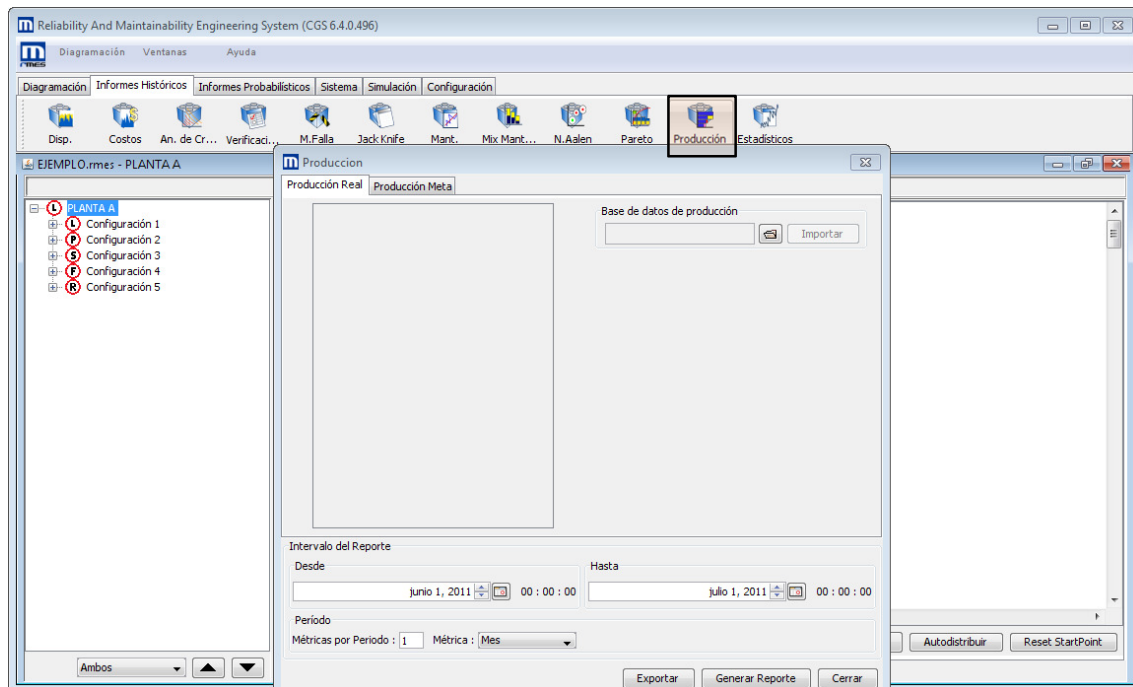 Reliability And Maintainability Engineering System (CGS 6.4.0.496)
rmes Diagramación Ventanas Ayuda
Diagramación Informes Históricos Informes Probabilísticos Sistema Simulación Configuración
Disp. Costos An. de Cr... Verificaci... M.Falla Jack Knife Mant. Mix Mant... N.Aalen Pareto Producción Estadísticos
EJEMPLO.rmes - PLANTA A
Produccion
Producción Real Producción Meta
L PLANTA A
L Configuración 1
P Configuración 2
S Configuración 3
F Configuración 4
R Configuración 5
Base de datos de producción
Importar
Intervalo del Reporte
Desde Hasta
junio 1, 2011 00 : 00 : 00 julio 1, 2011 00 : 00 : 00
Período
Métricas por Periodo : 1 Métrica : Mes
Autodistribuir Reset StartPoint
Ambos
Exportar Generar Reporte Cerrar